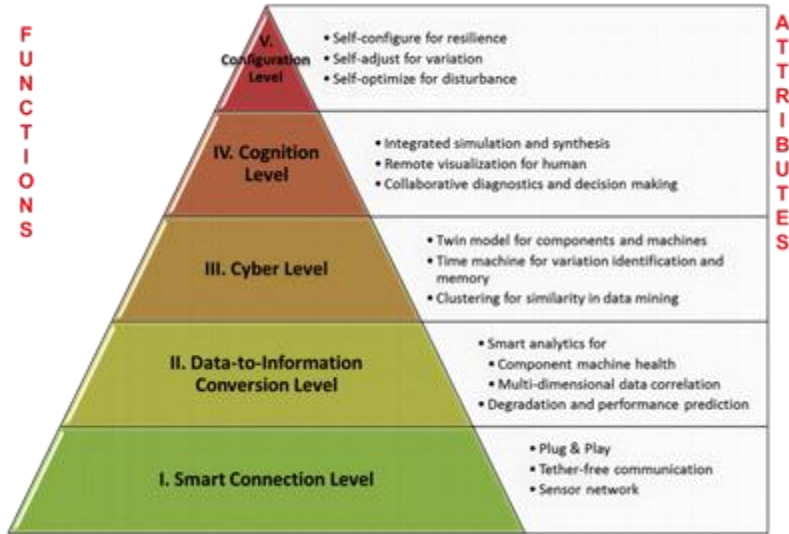 FUNCTIONS
ATTRIBUTES
V.
Configuration
Level
• Self-configure for resilience
• Self-adjust for variation
• Self-optimize for disturbance
IV. Cognition
Level
• Integrated simulation and synthesis
• Remote visualization for human
• Collaborative diagnostics and decision making
III. Cyber Level
• Twin model for components and machines
• Time machine for variation identification and
memory
• Clustering for similarity in data mining
II. Data-to-Information
Conversion Level
• Smart analytics for
• Component machine health
• Multi-dimensional data correlation
• Degradation and performance prediction
I. Smart Connection Level
• Plug & Play
• Tether-free communication
• Sensor network